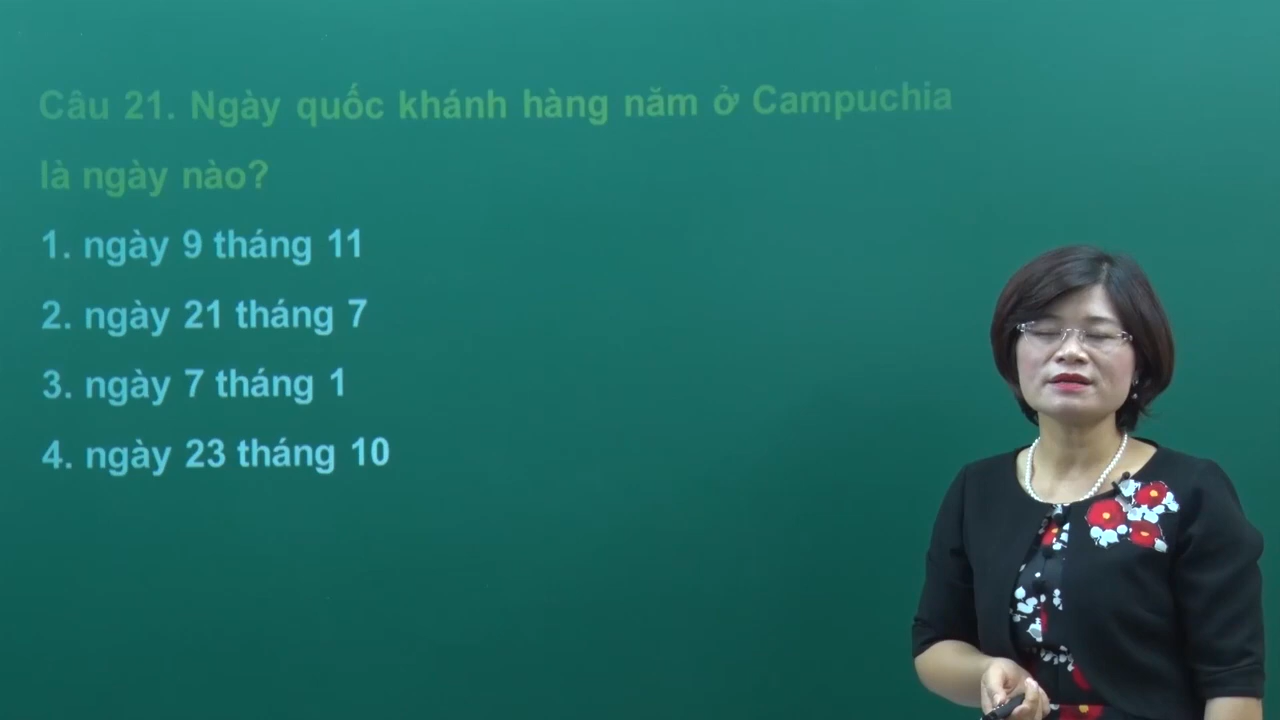 Câu 21. Ngày quốc khánh hàng năm ở Campuchia
là ngày nào?
1. ngày 9 tháng 11
2. ngày 21 tháng 7
3. ngày 7 tháng 1
4. ngày 23 tháng 10